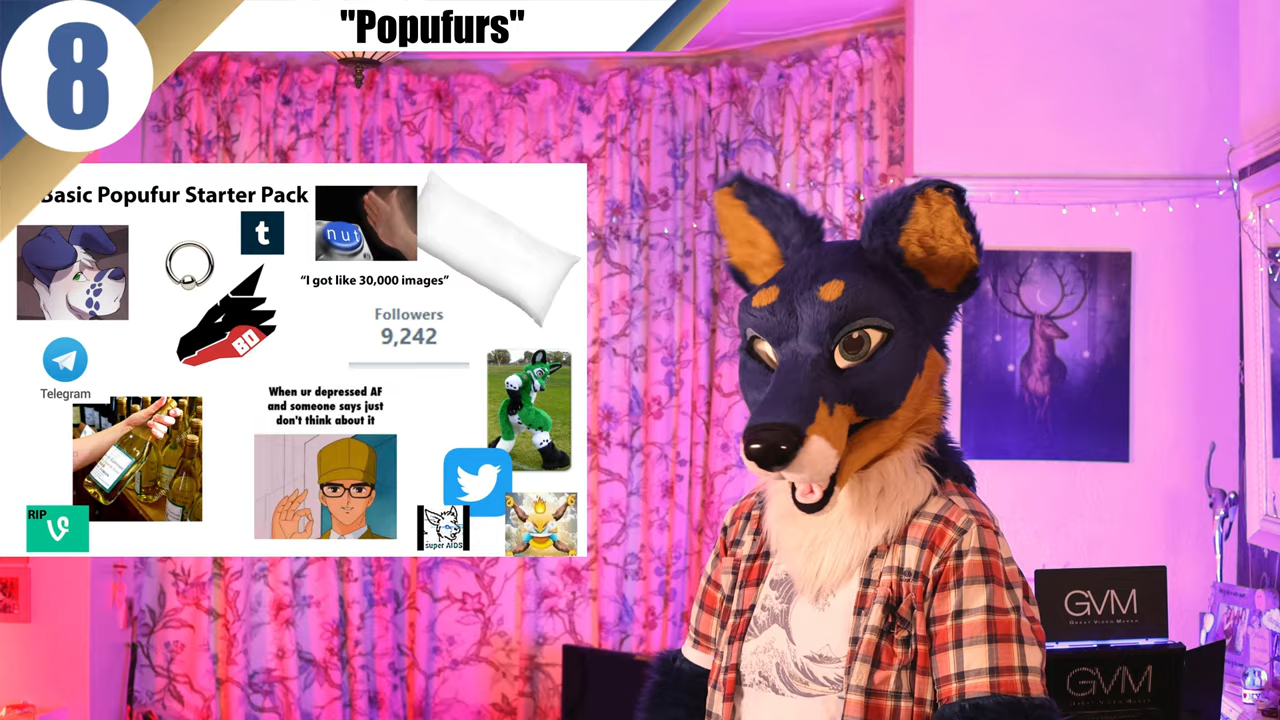 8
"Popufurs"
Basic Popufur Starter Pack
t
nut
"I got like 30,000 images"
Followers
9,242
BD
Telegram
When ur depressed AF
and someone says just
don't think about it
RIP
super AIDS
GVM
GREAT VIDEO MAKER
GVM